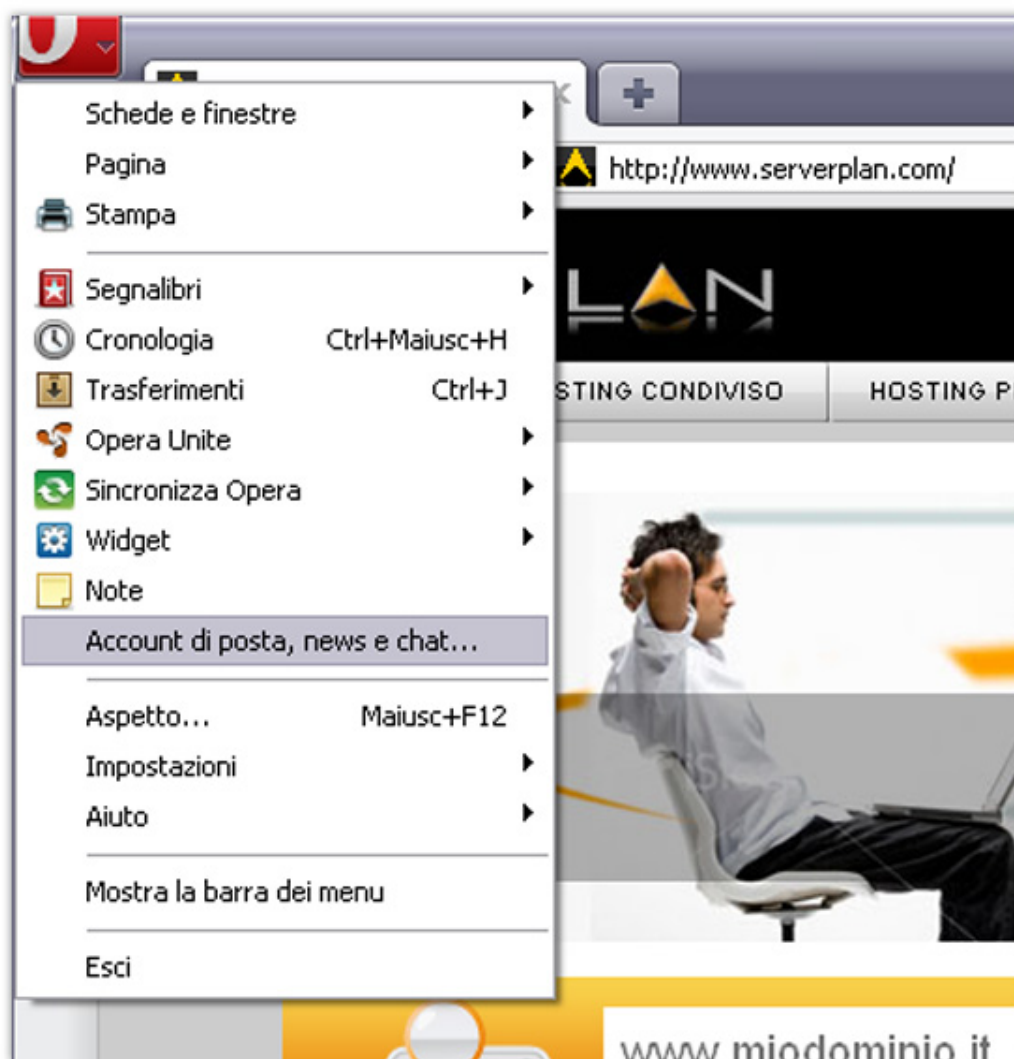 Schede e finestre
Pagina
http://www.serverplan.com/
Stampa
Segnalibri
LAN
Cronologia Ctrl+Maiusc+H
Trasferimenti Ctrl+J
STING CONDIVISO
HOSTING P
Opera Unite
Sincronizza Opera
Widget
Note
Account di posta, news e chat...
Aspetto... Maiusc+F12
Impostazioni
Aiuto
Mostra la barra dei menu
Esci
www.miodominio.it